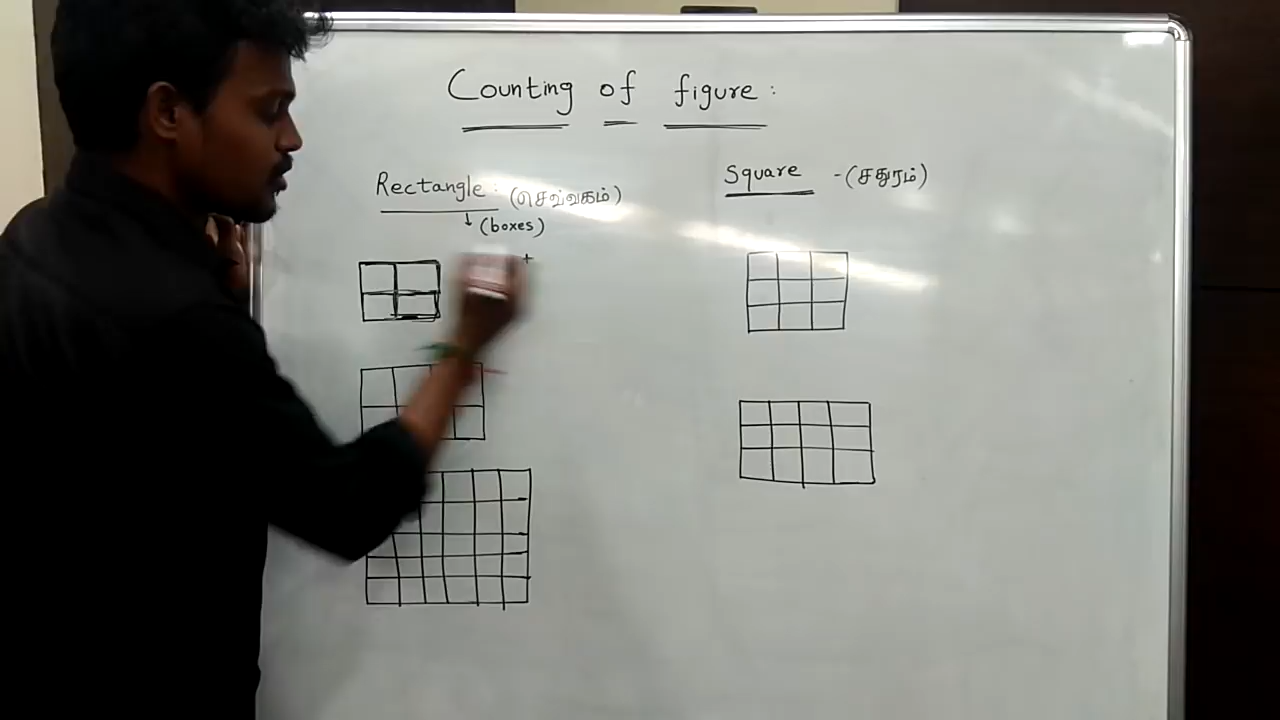 Counting of figure:
Rectangle: (செவ்வகம்)
↓ (boxes)
+
Square - (சதுரம்)